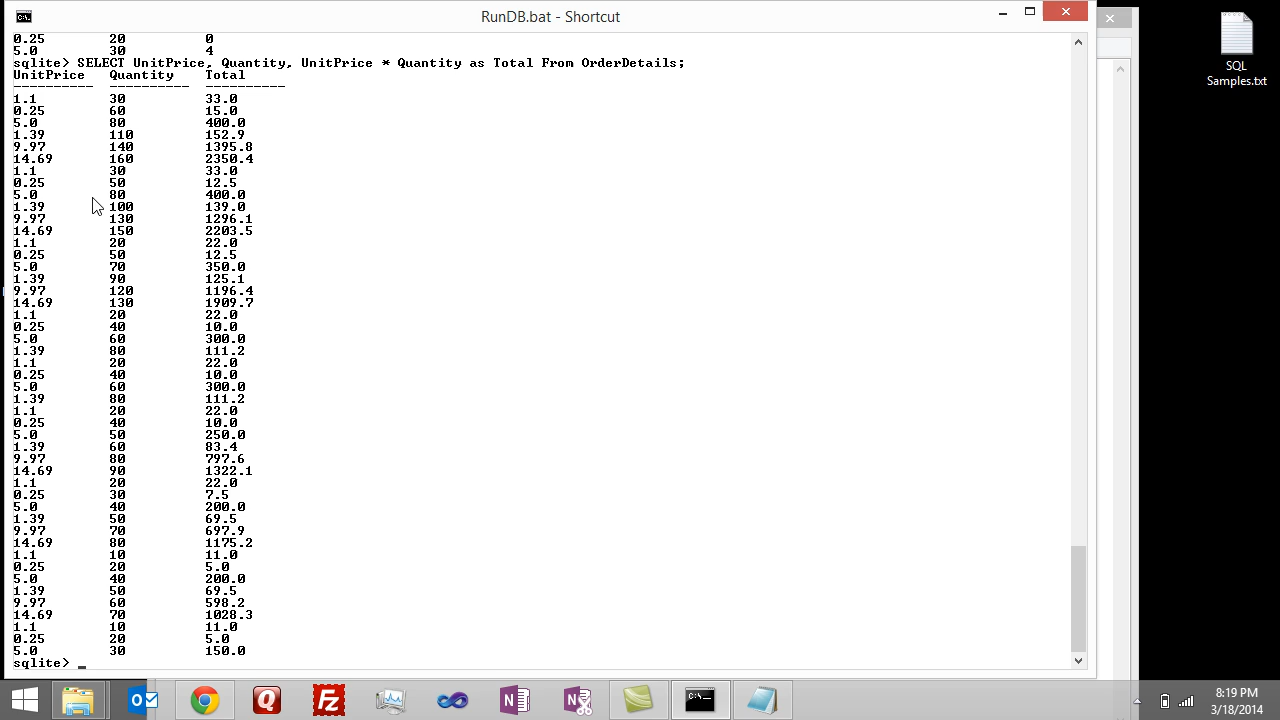 RunDB.bat - Shortcut
0.25 20 0
5.0 30 4
sqlite> SELECT UnitPrice, Quantity, UnitPrice * Quantity as Total From OrderDetails;
UnitPrice Quantity Total
---------- ---------- ----------
1.1 30 33.0
0.25 60 15.0
5.0 80 400.0
1.39 110 152.9
9.97 140 1395.8
14.69 160 2350.4
1.1 30 33.0
0.25 50 12.5
5.0 80 400.0
1.39 100 139.0
9.97 130 1296.1
14.69 150 2203.5
1.1 20 22.0
0.25 50 12.5
5.0 70 350.0
1.39 90 125.1
9.97 120 1196.4
14.69 130 1909.7
1.1 20 22.0
0.25 40 10.0
5.0 60 300.0
1.39 80 111.2
1.1 20 22.0
0.25 40 10.0
5.0 60 300.0
1.39 80 111.2
1.1 20 22.0
0.25 40 10.0
5.0 50 250.0
1.39 60 83.4
9.97 80 797.6
14.69 90 1322.1
1.1 20 22.0
0.25 30 7.5
5.0 40 200.0
1.39 50 69.5
9.97 70 697.9
14.69 80 1175.2
1.1 10 11.0
0.25 20 5.0
5.0 40 200.0
1.39 50 69.5
9.97 60 598.2
14.69 70 1028.3
1.1 10 11.0
0.25 20 5.0
5.0 30 150.0
sqlite> _
SQL
Samples.txt
8:19 PM
3/18/2014